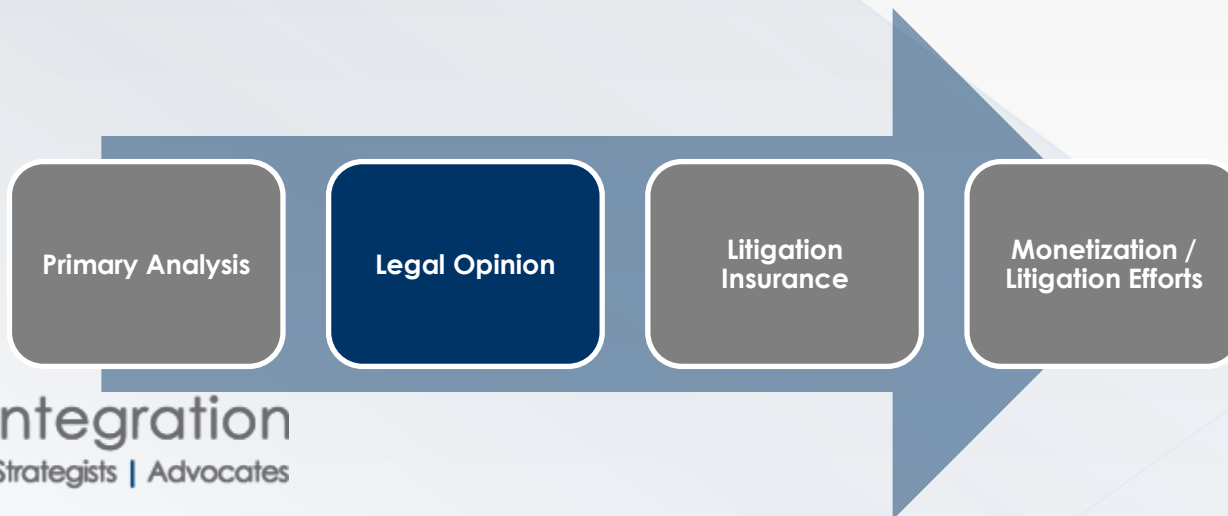 Primary Analysis
Legal Opinion
Litigation
Insurance
Monetization /
Litigation Efforts
ntegration
Strategists | Advocates